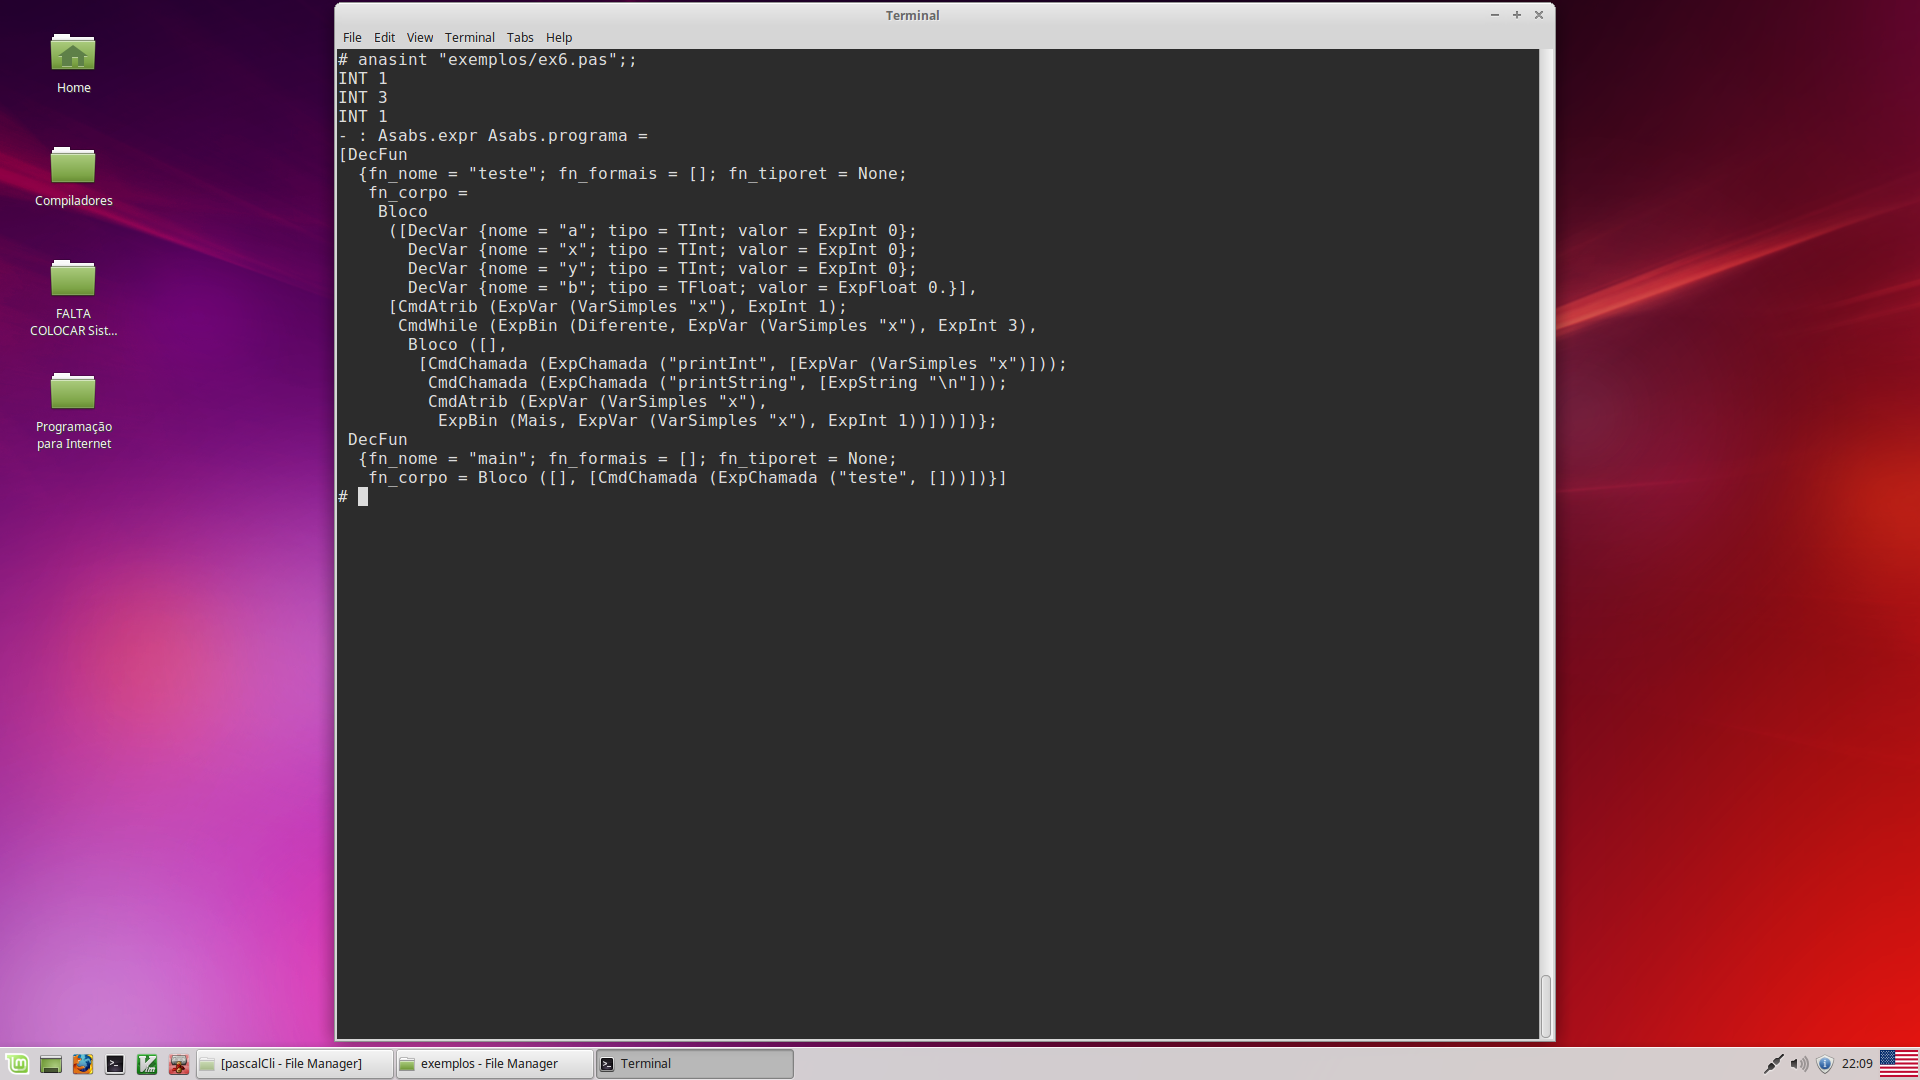 Terminal
File Edit View Terminal Tabs Help
# anasint "exemplos/ex6.pas";;
INT 1
INT 3
INT 1
- : Asabs.expr Asabs.programa =
[DecFun
  {fn_nome = "teste"; fn_formais = []; fn_tiporet = None;
   fn_corpo =
    Bloco
     ([DecVar {nome = "a"; tipo = TInt; valor = ExpInt 0};
       DecVar {nome = "x"; tipo = TInt; valor = ExpInt 0};
       DecVar {nome = "y"; tipo = TInt; valor = ExpInt 0};
       DecVar {nome = "b"; tipo = TFloat; valor = ExpFloat 0.}],
     [CmdAtrib (ExpVar (VarSimples "x"), ExpInt 1);
      CmdWhile (ExpBin (Diferente, ExpVar (VarSimples "x"), ExpInt 3),
       Bloco ([],
        [CmdChamada (ExpChamada ("printInt", [ExpVar (VarSimples "x")]));
         CmdChamada (ExpChamada ("printString", [ExpString "\n"]));
         CmdAtrib (ExpVar (VarSimples "x"),
          ExpBin (Mais, ExpVar (VarSimples "x"), ExpInt 1))]))])};
 DecFun
  {fn_nome = "main"; fn_formais = []; fn_tiporet = None;
   fn_corpo = Bloco ([], [CmdChamada (ExpChamada ("teste", []))])}]
#
Home
Compiladores
FALTA
COLOCAR Sist...
Programação
para Internet
[pascalCli - File Manager]
exemplos - File Manager
Terminal
22:09